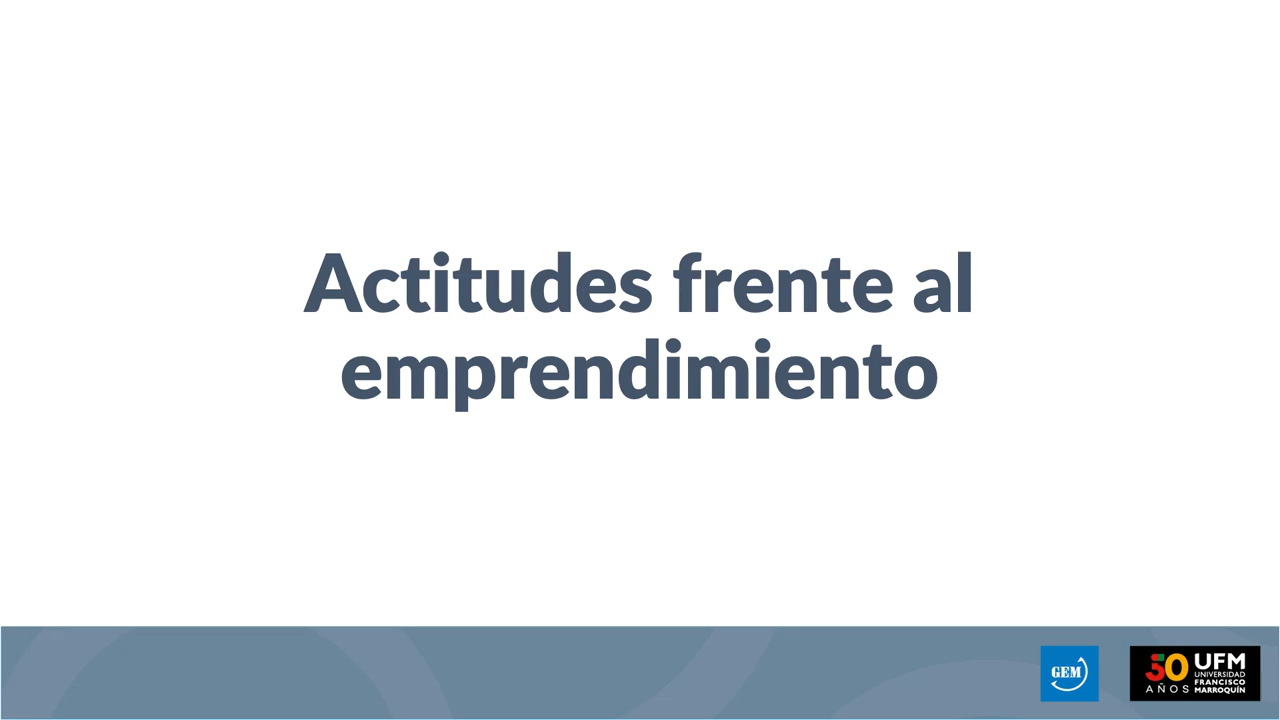 Actitudes frente al
emprendimiento
GEM
50 UFM
AÑOS
UNIVERSIDAD
FRANCISCO
MARROQUÍN